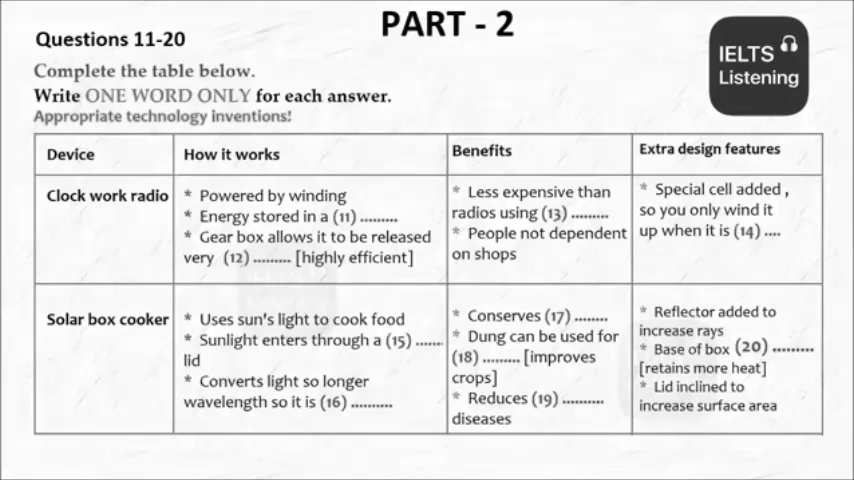 PART - 2
Questions 11-20
IELTS
Listening
Complete the table below.
Write ONE WORD ONLY for each answer.
Appropriate technology inventions!
Device
How it works
Benefits
Extra design features
Clock work radio
* Powered by winding
* Energy stored in a (11) .........
* Gear box allows it to be released
very (12) ......... [highly efficient]
* Less expensive than
radios using (13) .........
* People not dependent
on shops
* Special cell added ,
so you only wind it
up when it is (14) ....
Solar box cooker
* Uses sun's light to cook food
* Sunlight enters through a (15) ......
lid
* Converts light so longer
wavelength so it is (16) ..........
* Conserves (17) ........
* Dung can be used for
(18) ......... [improves
crops]
* Reduces (19) ..........
diseases
* Reflector added to
increase rays
* Base of box (20) .........
[retains more heat]
* Lid inclined to
increase surface area